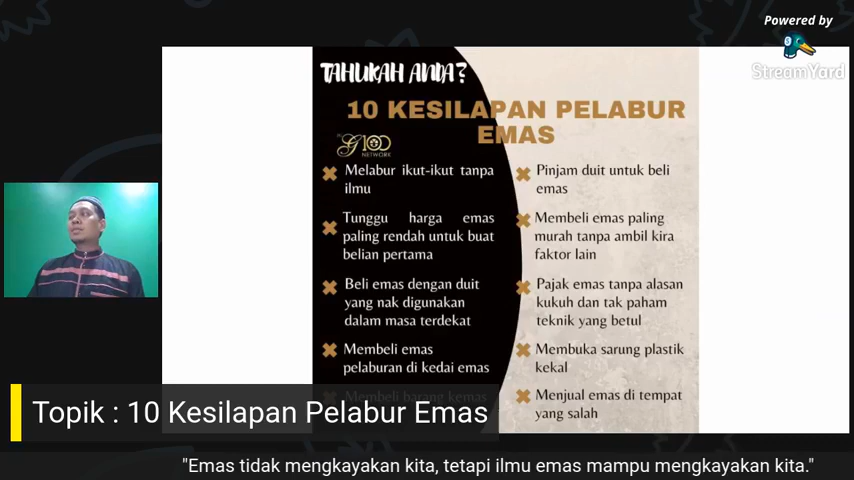 Powered by
StreamYard
TAHUKAH ANDA?
10 KESILAPAN PELABUR
EMAS
G100
NETWORK
Melabur ikut-ikut tanpa
ilmu
Tunggu harga emas
paling rendah untuk buat
belian pertama
Beli emas dengan duit
yang nak digunakan
dalam masa terdekat
Membeli emas
pelaburan di kedai emas
Membeli barang kemas
Pinjam duit untuk beli
emas
Membeli emas paling
murah tanpa ambil kira
faktor lain
Pajak emas tanpa alasan
kukuh dan tak paham
teknik yang betul
Membuka sarung plastik
kekal
Menjual emas di tempat
yang salah
Topik : 10 Kesilapan Pelabur Emas
"Emas tidak mengkayakan kita, tetapi ilmu emas mampu mengkayakan kita."